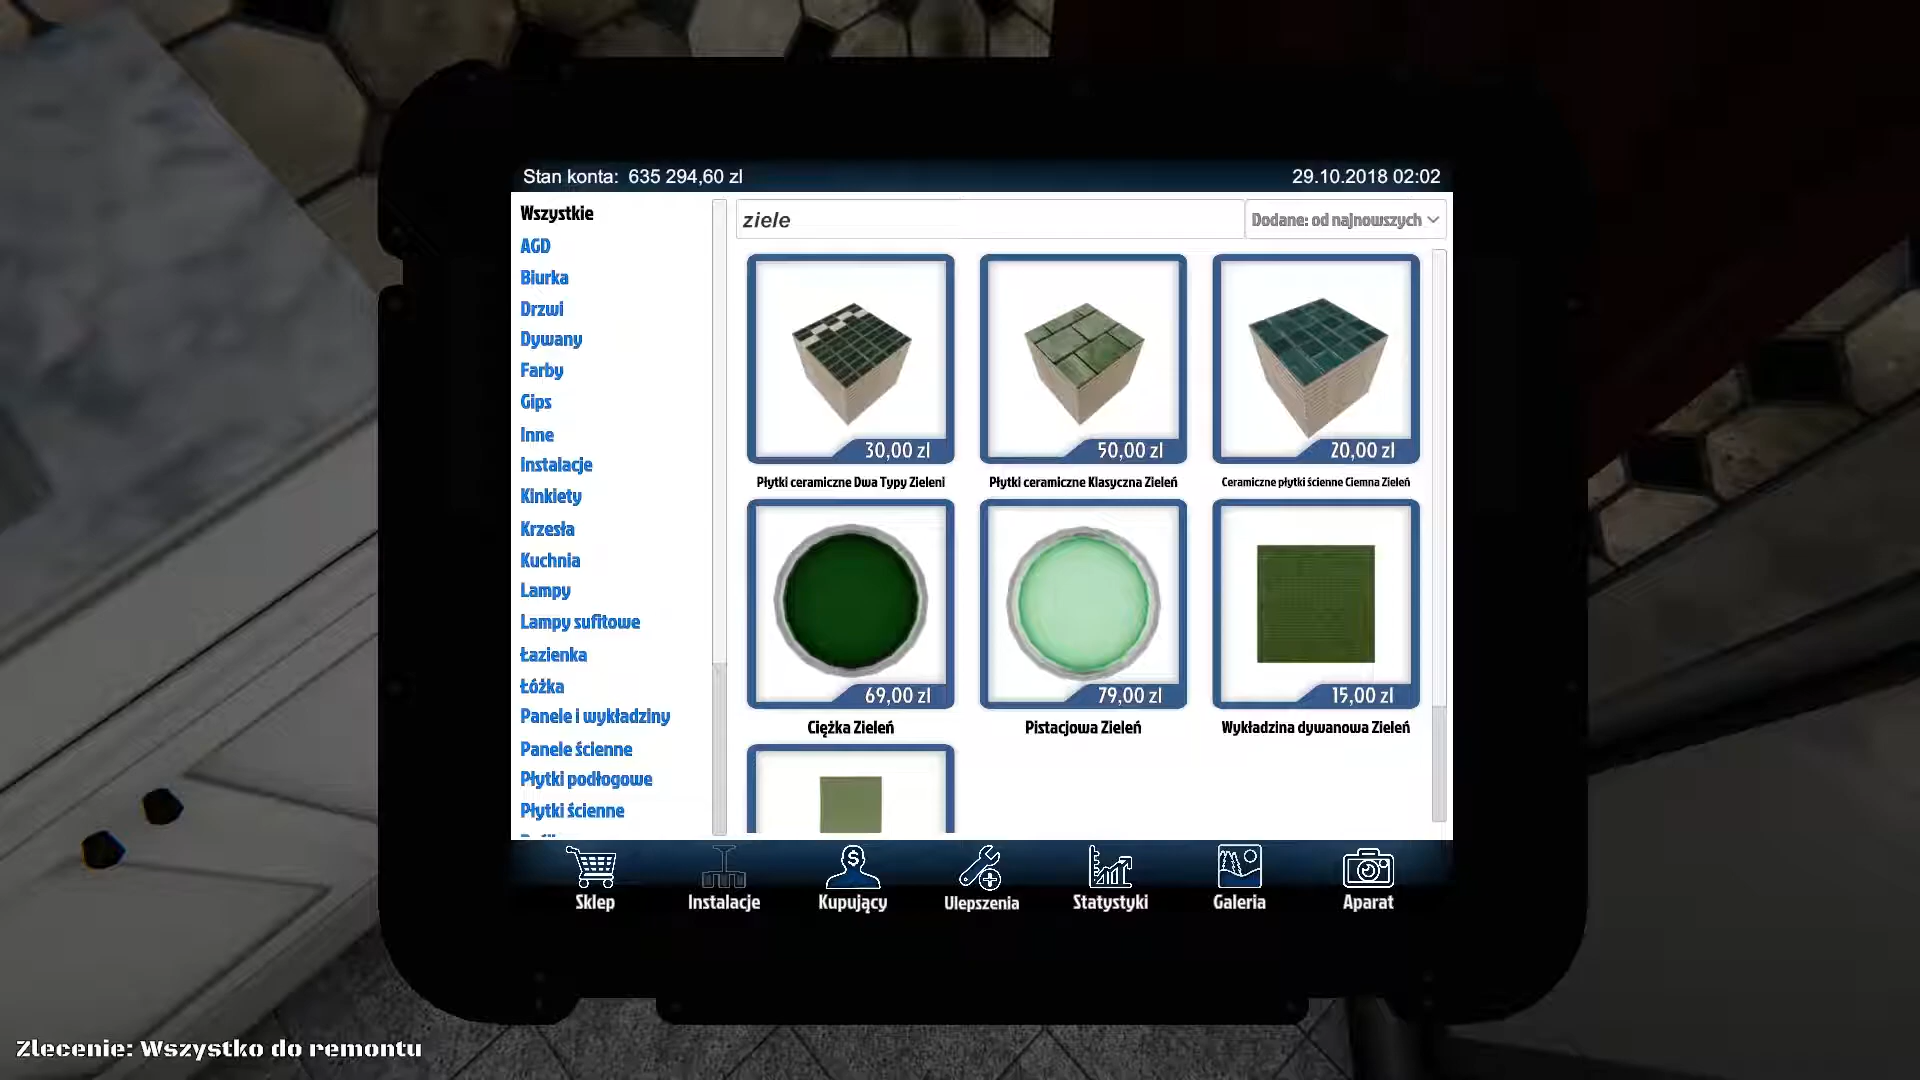 Stan konta: 635 294,60 zl
29.10.2018 02:02
Wszystkie
AGD
Biurka
Drzwi
Dywany
Farby
Gips
Inne
Instalacje
Kinkiety
Krzesła
Kuchnia
Lampy
Lampy sufitowe
Łazienka
Łóżka
Panele i wykładziny
Panele ścienne
Płytki podłogowe
Płytki ścienne
ziele
Dodane: od najnowszych
30,00 zl
50,00 zl
20,00 zl
Płytki ceramiczne Dwa Typy Zieleni
Płytki ceramiczne Klasyczna Zieleń
Ceramiczne płytki ścienne Ciemna Zieleń
69,00 zl
79,00 zl
15,00 zl
Ciężka Zieleń
Pistacjowa Zieleń
Wykładzina dywanowa Zieleń
Sklep
Instalacje
Kupujący
Ulepszenia
Statystyki
Galeria
Aparat
Zlecenie: Wszystko do remontu